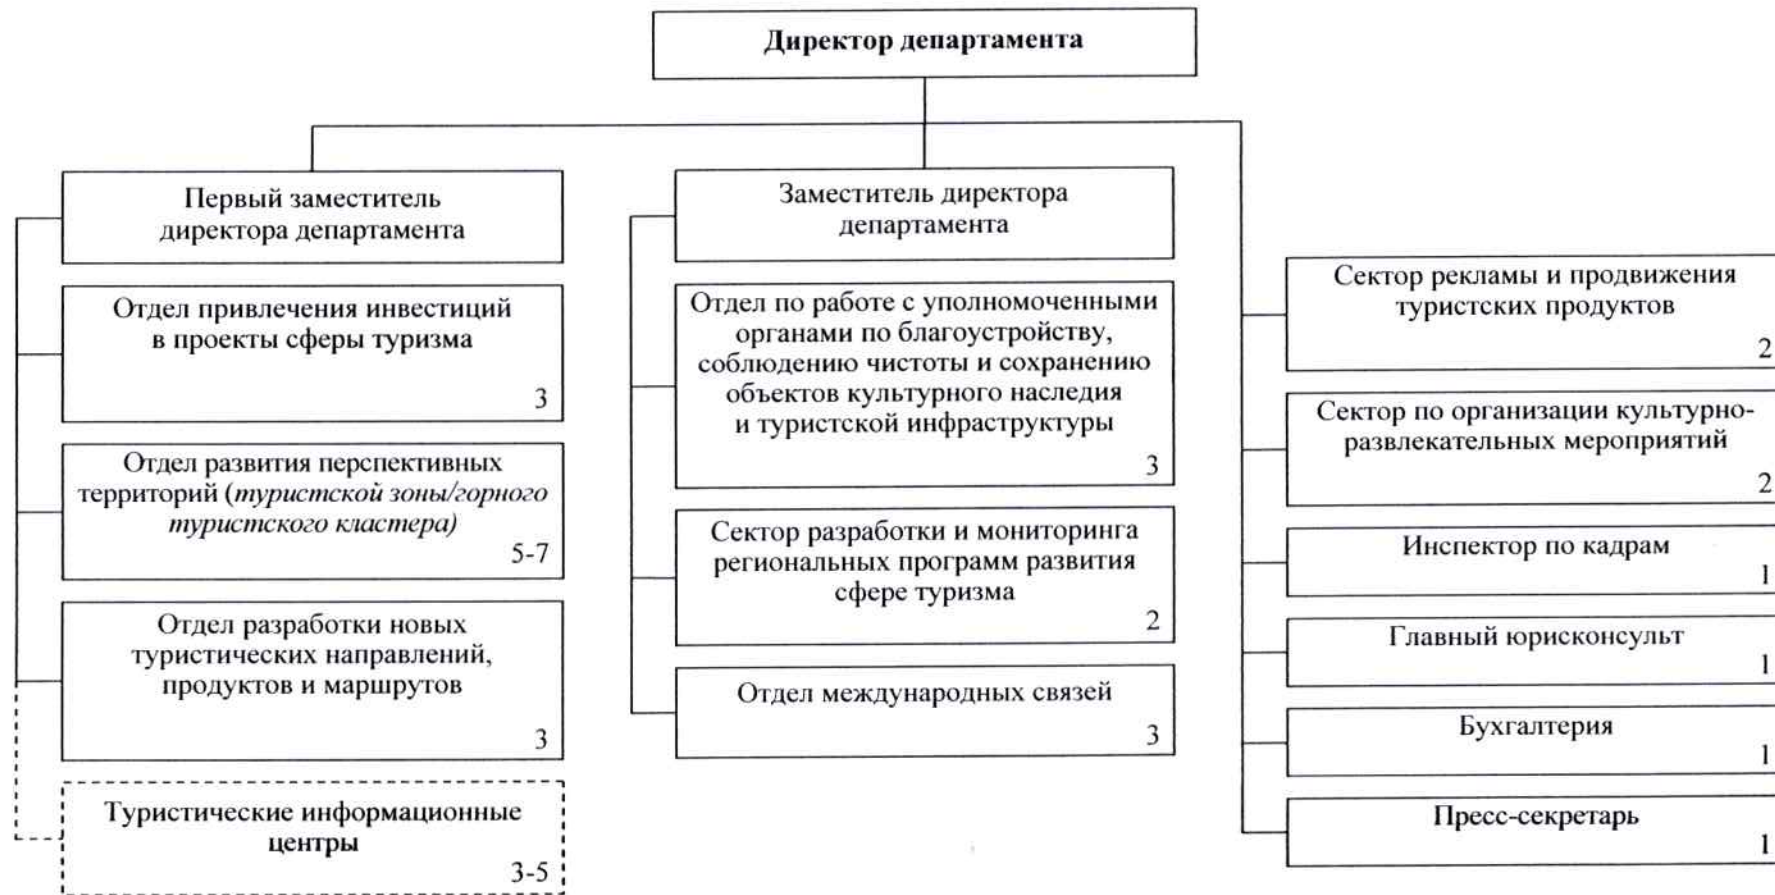 Директор департамента
Первый заместитель
директора департамента
Отдел привлечения инвестиций
в проекты сферы туризма
3
Отдел развития перспективных
территорий (туристской зоны/горного
туристского кластера)
5-7
Отдел разработки новых
туристических направлений,
продуктов и маршрутов
3
Туристические информационные
центры
3-5
Заместитель директора
департамента
Отдел по работе с уполномоченными
органами по благоустройству,
соблюдению чистоты и сохранению
объектов культурного наследия
и туристской инфраструктуры
3
Сектор разработки и мониторинга
региональных программ развития
сфере туризма
2
Отдел международных связей
3
Сектор рекламы и продвижения
туристских продуктов
2
Сектор по организации культурно-
развлекательных мероприятий
2
Инспектор по кадрам
1
Главный юрисконсульт
1
Бухгалтерия
1
Пресс-секретарь
1